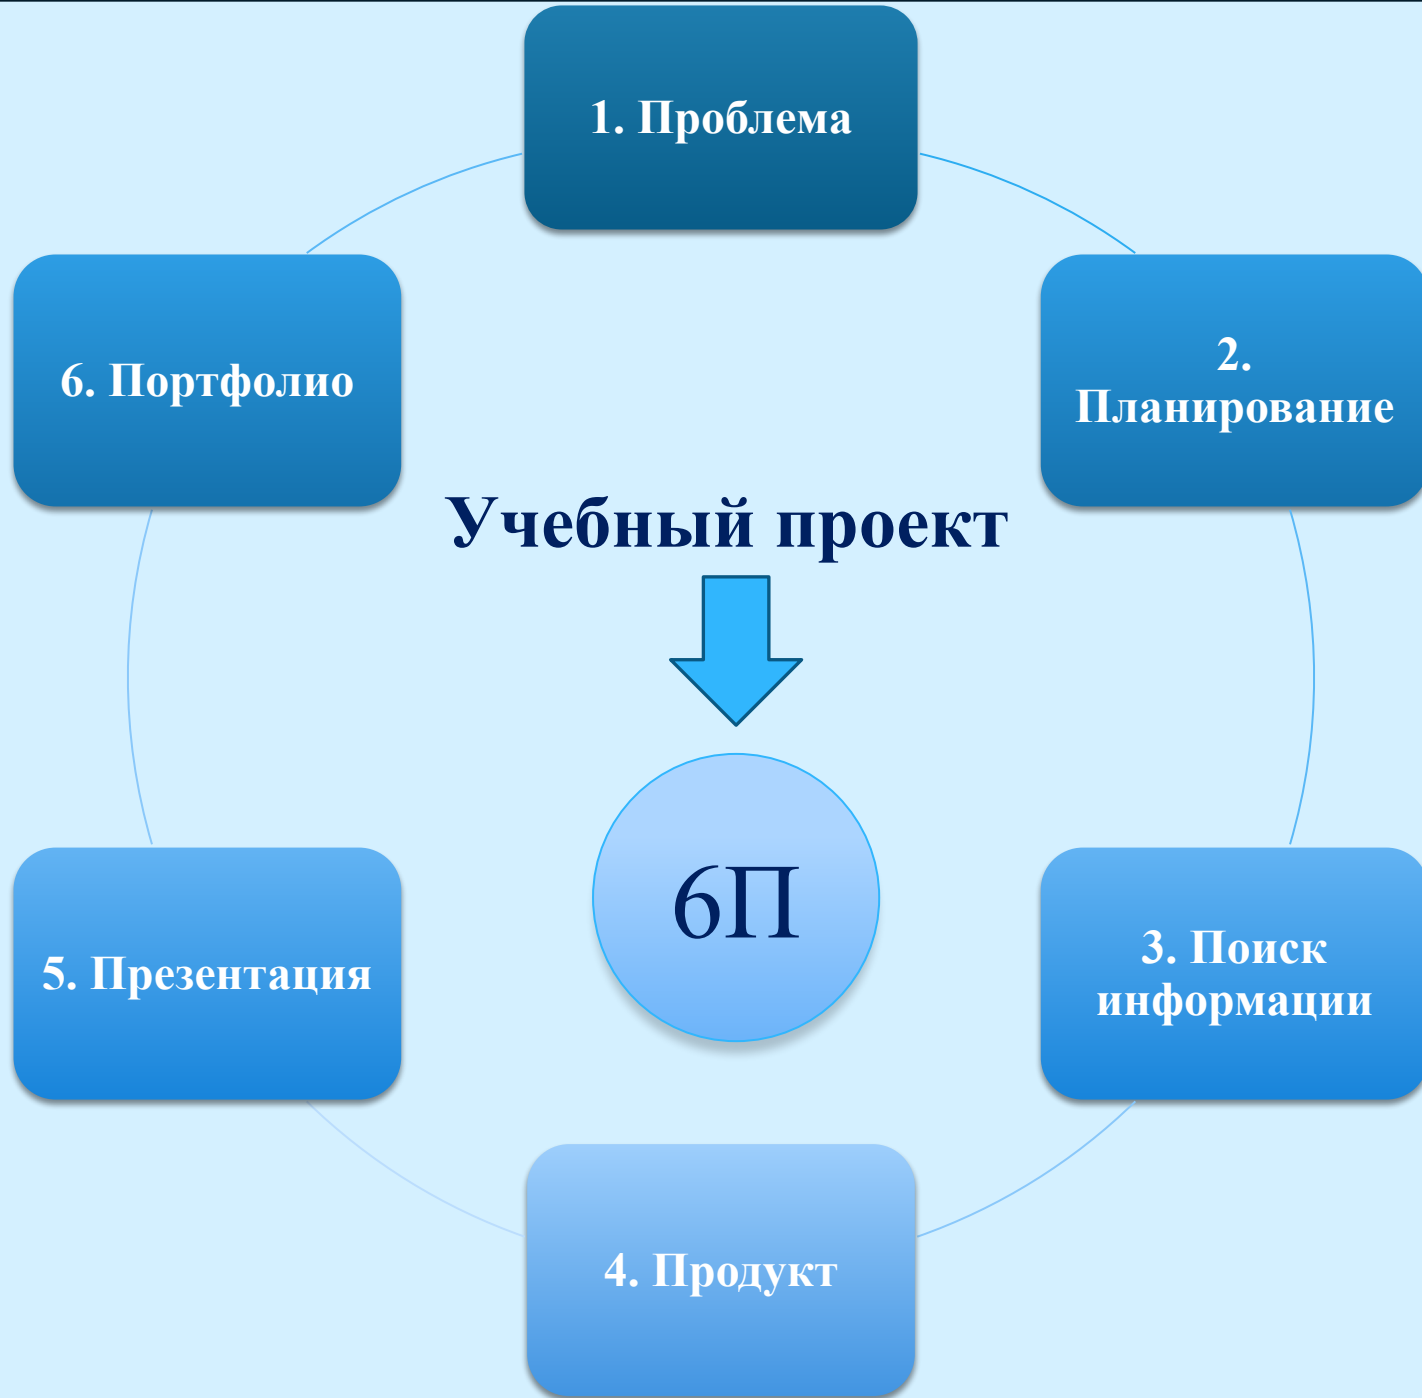 1. Проблема
2.
Планирование
3. Поиск
информации
4. Продукт
5. Презентация
6. Портфолио
Учебный проект
6П